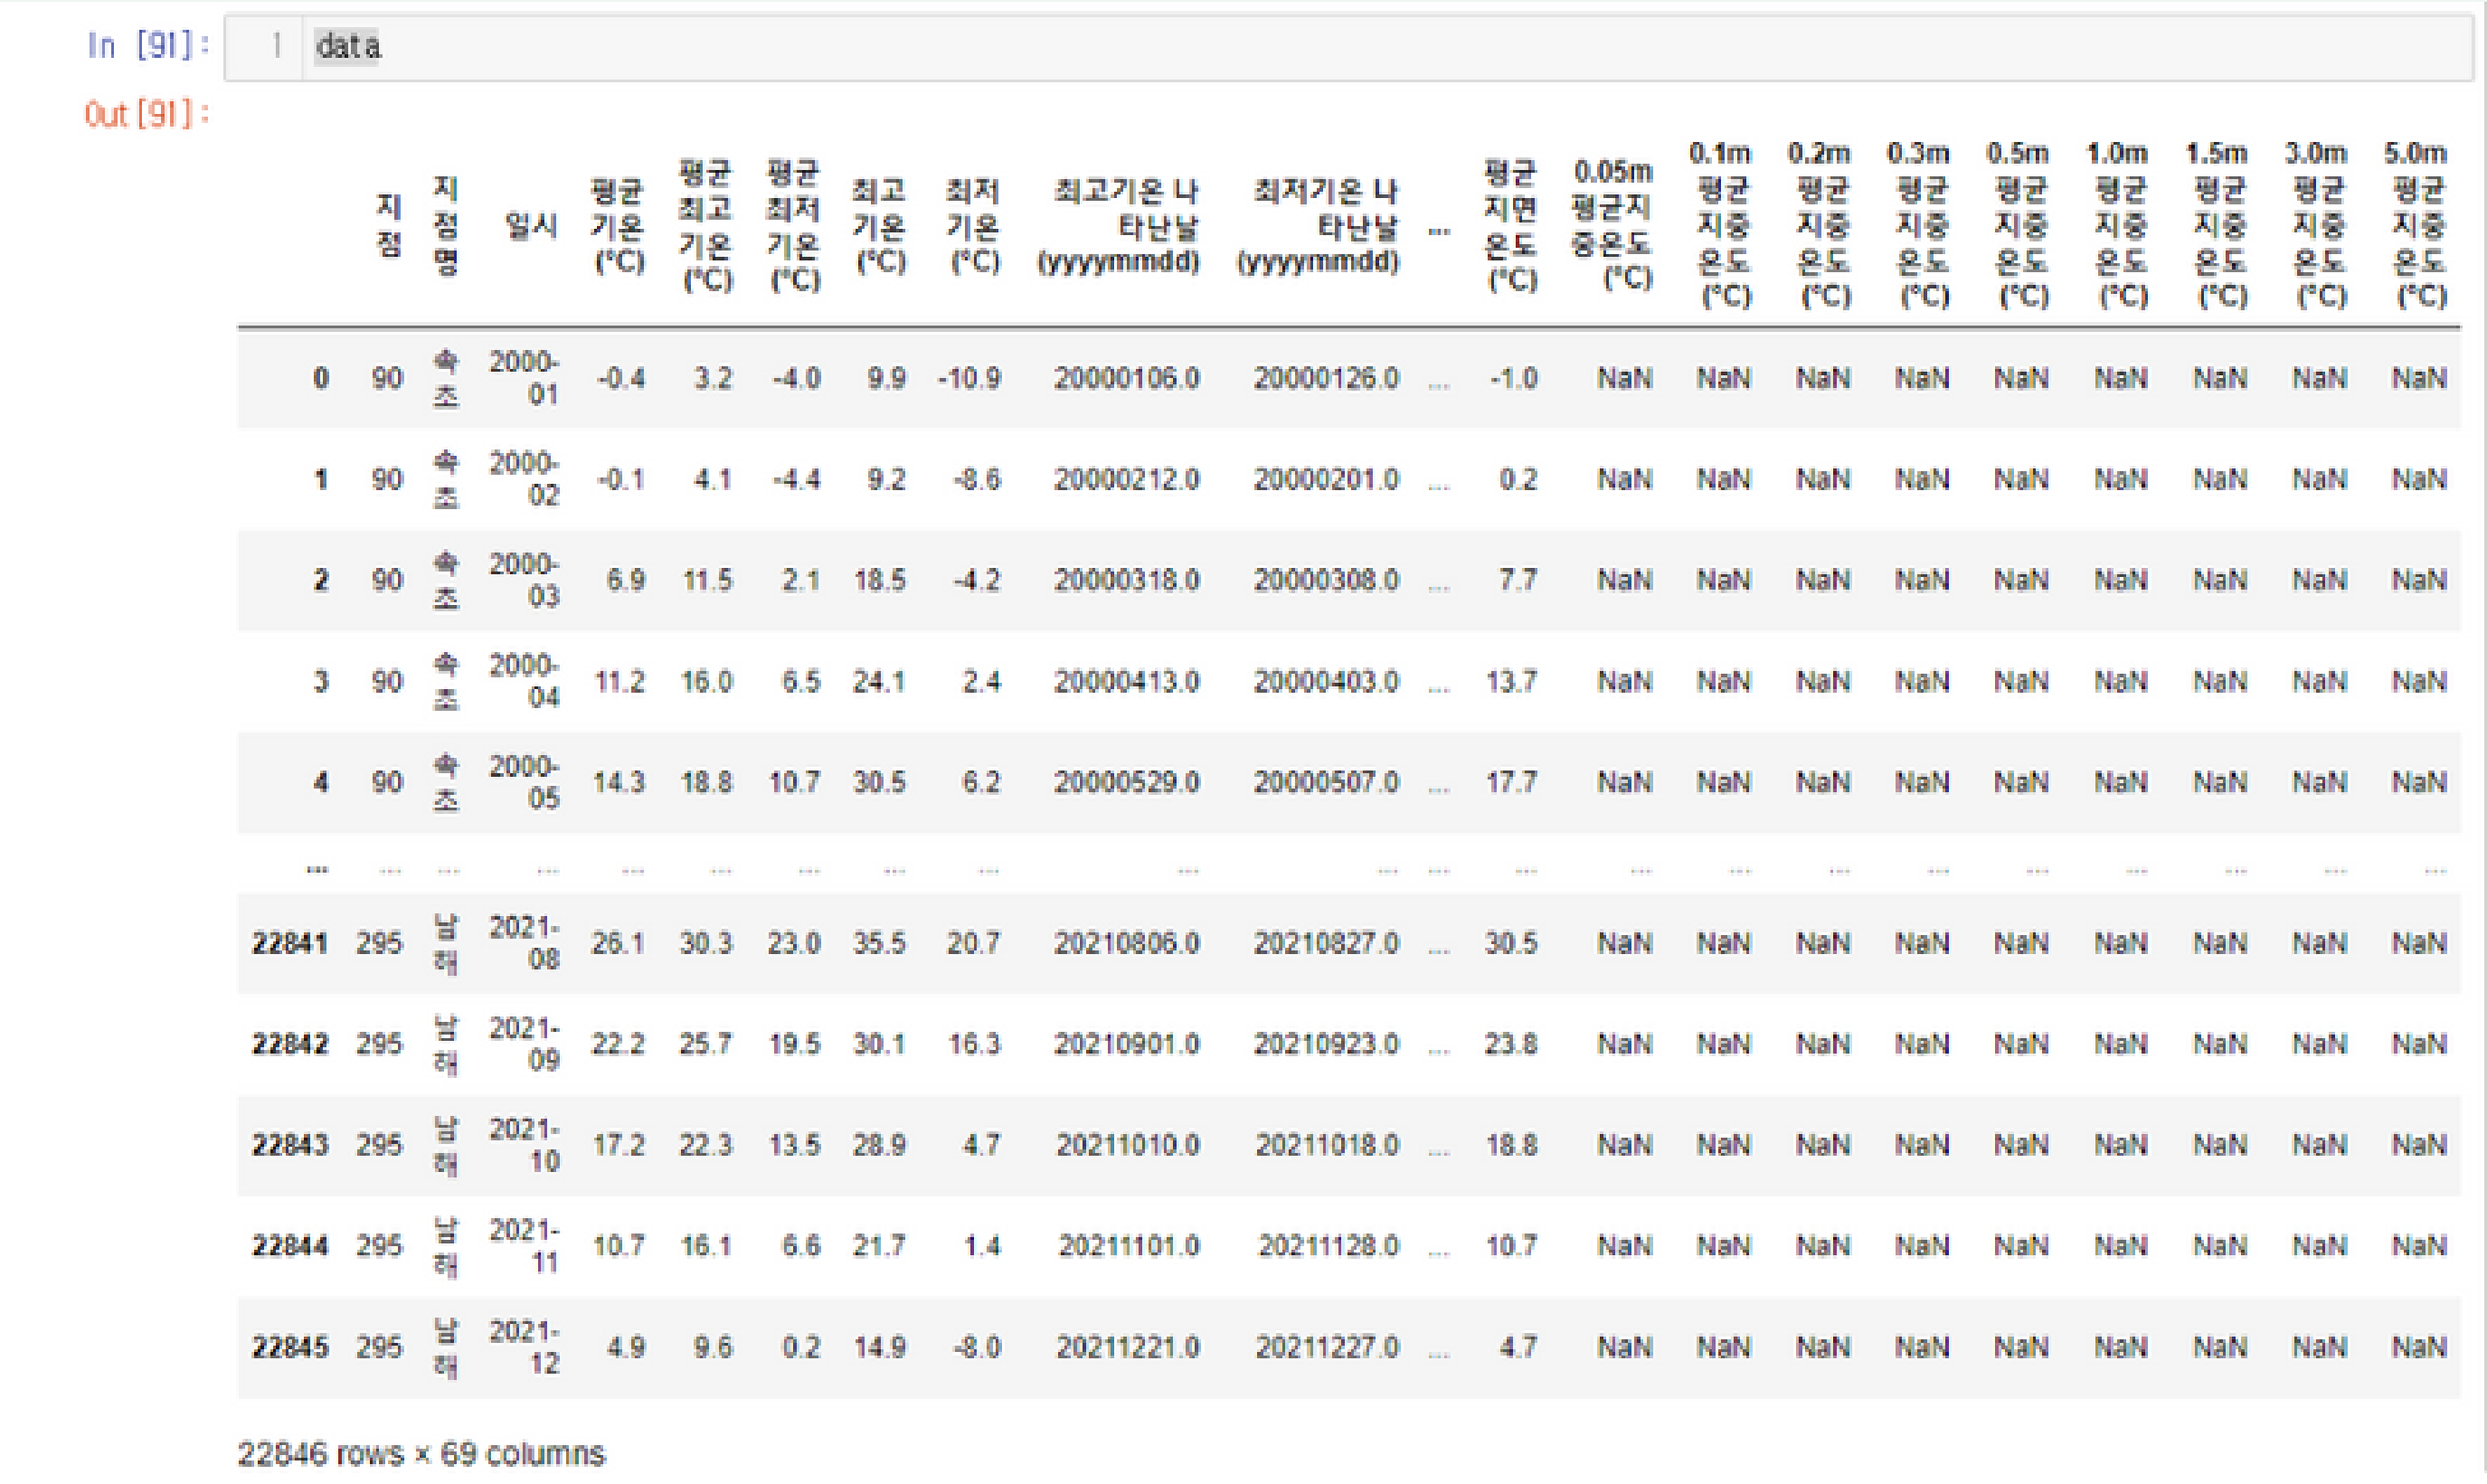 In [91]: 1 data
Out[91]:
지점 지점명 일시 평균기온(°C) 평균최고기온(°C) 평균최저기온(°C) 최고기온(°C) 최저기온(°C) 최고기온 나타난날(yyyymmdd) 최저기온 나타난날(yyyymmdd) ... 평균지면온도(°C) 0.05m 평균지중온도(°C) 0.1m 평균지중온도(°C) 0.2m 평균지중온도(°C) 0.3m 평균지중온도(°C) 0.5m 평균지중온도(°C) 1.0m 평균지중온도(°C) 1.5m 평균지중온도(°C) 3.0m 평균지중온도(°C) 5.0m 평균지중온도(°C)
0 90 속초 2000-01 -0.4 3.2 -4.0 9.9 -10.9 20000106.0 20000126.0 ... -1.0 NaN NaN NaN NaN NaN NaN NaN NaN NaN
1 90 속초 2000-02 -0.1 4.1 -4.4 9.2 -8.6 20000212.0 20000201.0 ... 0.2 NaN NaN NaN NaN NaN NaN NaN NaN NaN
2 90 속초 2000-03 6.9 11.5 2.1 18.5 -4.2 20000318.0 20000308.0 ... 7.7 NaN NaN NaN NaN NaN NaN NaN NaN NaN
3 90 속초 2000-04 11.2 16.0 6.5 24.1 2.4 20000413.0 20000403.0 ... 13.7 NaN NaN NaN NaN NaN NaN NaN NaN NaN
4 90 속초 2000-05 14.3 18.8 10.7 30.5 6.2 20000529.0 20000507.0 ... 17.7 NaN NaN NaN NaN NaN NaN NaN NaN NaN
... ... ... ... ... ... ... ... ... ... ... ... ... ... ... ... ... ... ... ... ... ...
22841 295 남해 2021-08 26.1 30.3 23.0 35.5 20.7 20210806.0 20210827.0 ... 30.5 NaN NaN NaN NaN NaN NaN NaN NaN NaN
22842 295 남해 2021-09 22.2 25.7 19.5 30.1 16.3 20210901.0 20210923.0 ... 23.8 NaN NaN NaN NaN NaN NaN NaN NaN NaN
22843 295 남해 2021-10 17.2 22.3 13.5 28.9 4.7 20211010.0 20211018.0 ... 18.8 NaN NaN NaN NaN NaN NaN NaN NaN NaN
22844 295 남해 2021-11 10.7 16.1 6.6 21.7 1.4 20211101.0 20211128.0 ... 10.7 NaN NaN NaN NaN NaN NaN NaN NaN NaN
22845 295 남해 2021-12 4.9 9.6 0.2 14.9 -8.0 20211221.0 20211227.0 ... 4.7 NaN NaN NaN NaN NaN NaN NaN NaN NaN
22846 rows × 69 columns